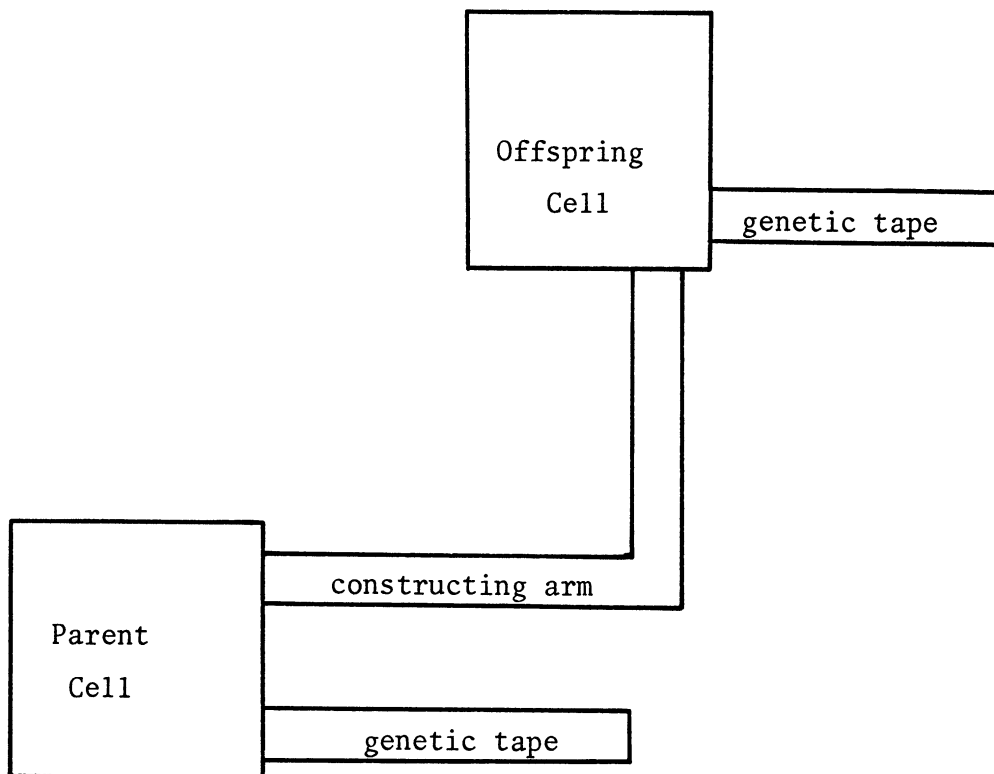 Offspring
Cell
genetic tape
constructing arm
Parent
Cell
genetic tape